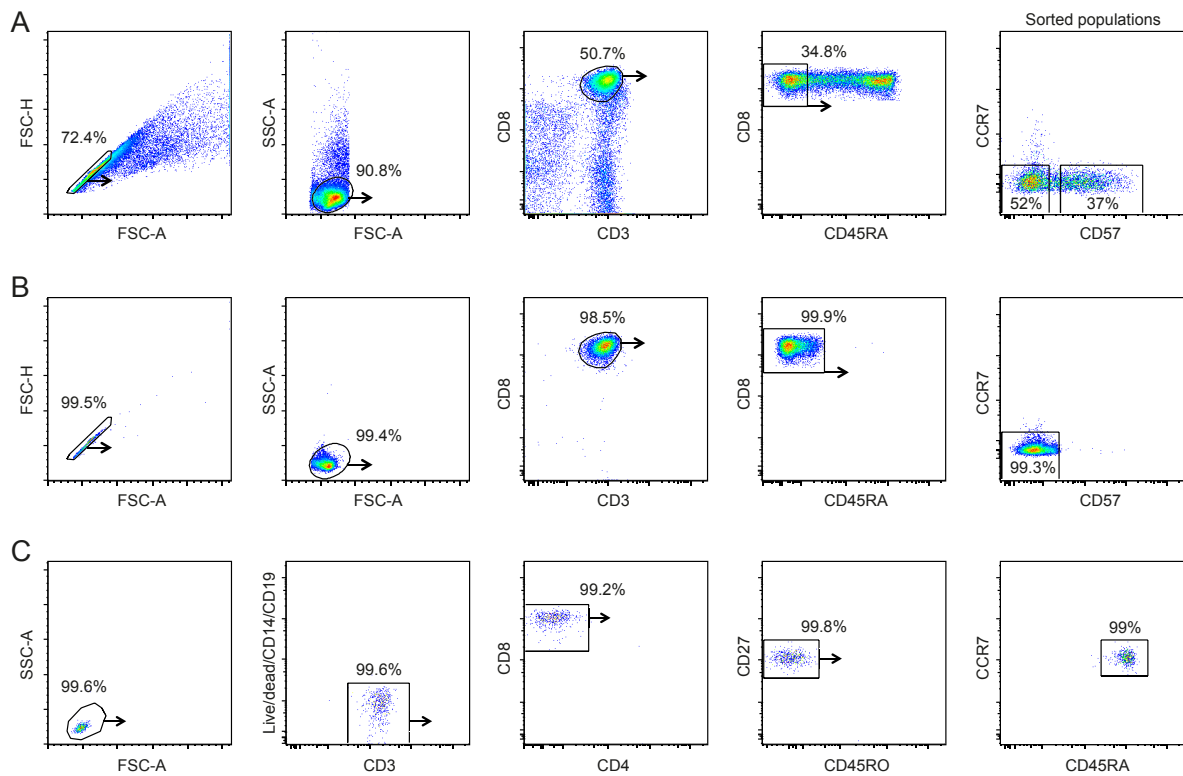 Sorted populations
A
FSC-H
72.4%
FSC-A
SSC-A
90.8%
FSC-A
CD8
50.7%
CD3
CD8
34.8%
CD45RA
CCR7
52%
37%
CD57
B
FSC-H
99.5%
FSC-A
SSC-A
99.4%
FSC-A
CD8
98.5%
CD3
CD8
99.9%
CD45RA
CCR7
99.3%
CD57
C
SSC-A
99.6%
FSC-A
Live/dead/CD14/CD19
99.6%
CD3
CD8
99.2%
CD4
CD27
99.8%
CD45RO
CCR7
99%
CD45RA